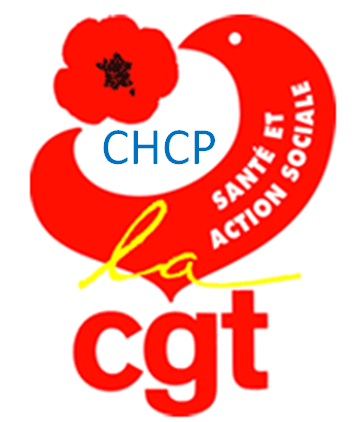 CHCP
SANTÉ ET
ACTION SOCIALE
la
cgt